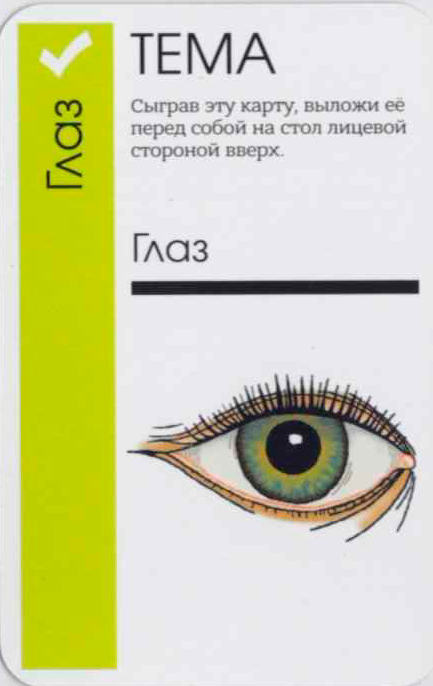 Глаз
ТЕМА
Сыграв эту карту, выложи её
перед собой на стол лицевой
стороной вверх.
Глаз